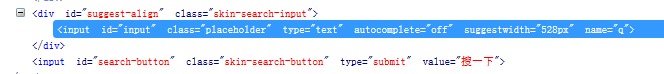 <div id="suggest-align" class="skin-search-input">
<input id="input" class="placeholder" type="text" autocomplete="off" suggestwidth="528px" name="q">
</div>
<input id="search-button" class="skin-search-button" type="submit" value="搜一下">